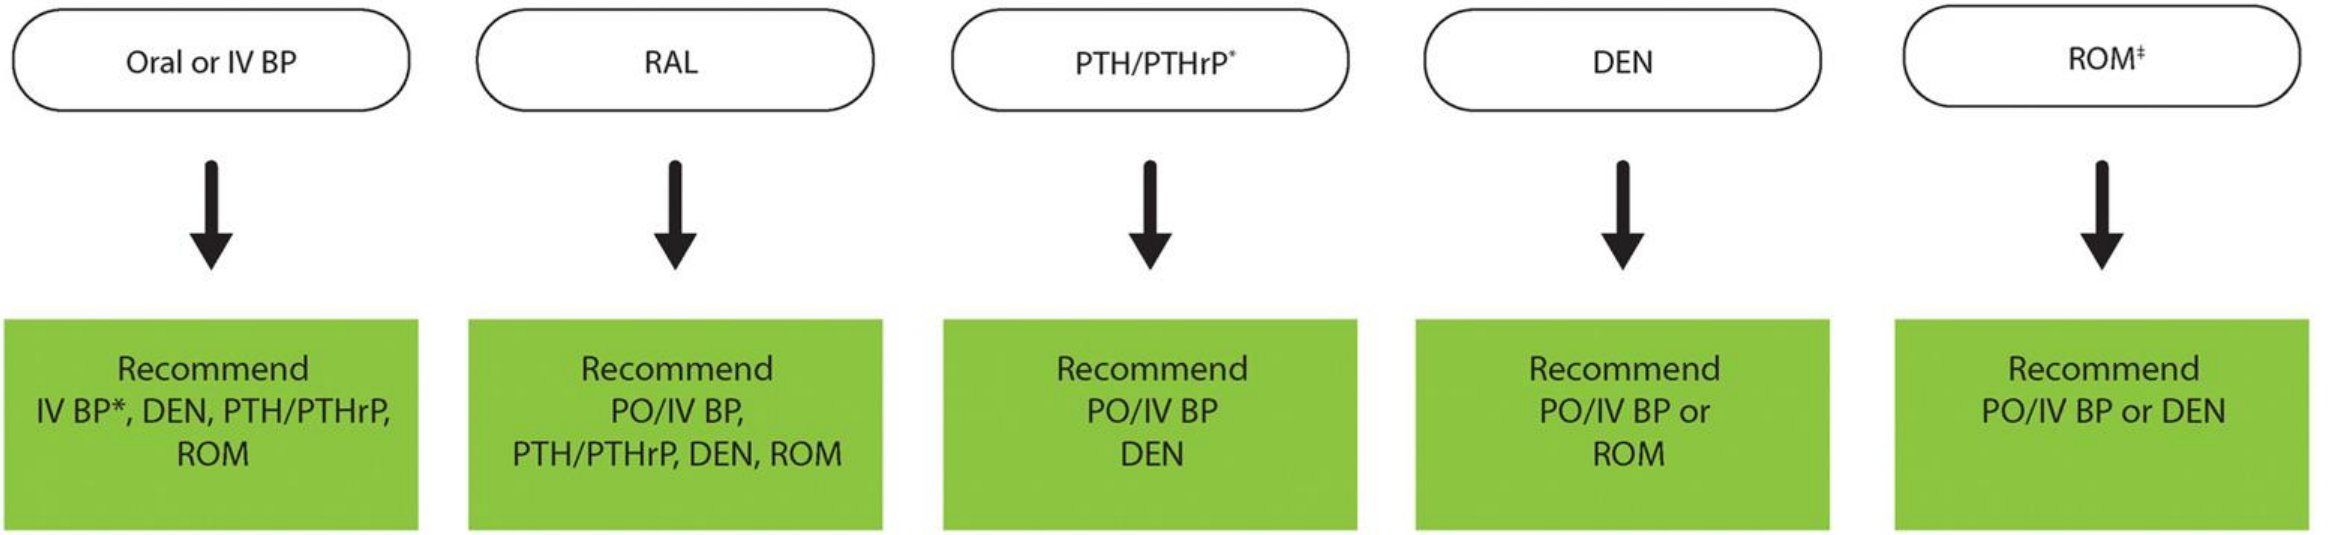 Oral or IV BP
RAL
PTH/PTHrP*
DEN
ROM‡
Recommend
IV BP*, DEN, PTH/PTHrP,
ROM
Recommend
PO/IV BP,
PTH/PTHrP, DEN, ROM
Recommend
PO/IV BP
DEN
Recommend
PO/IV BP or
ROM
Recommend
PO/IV BP or DEN